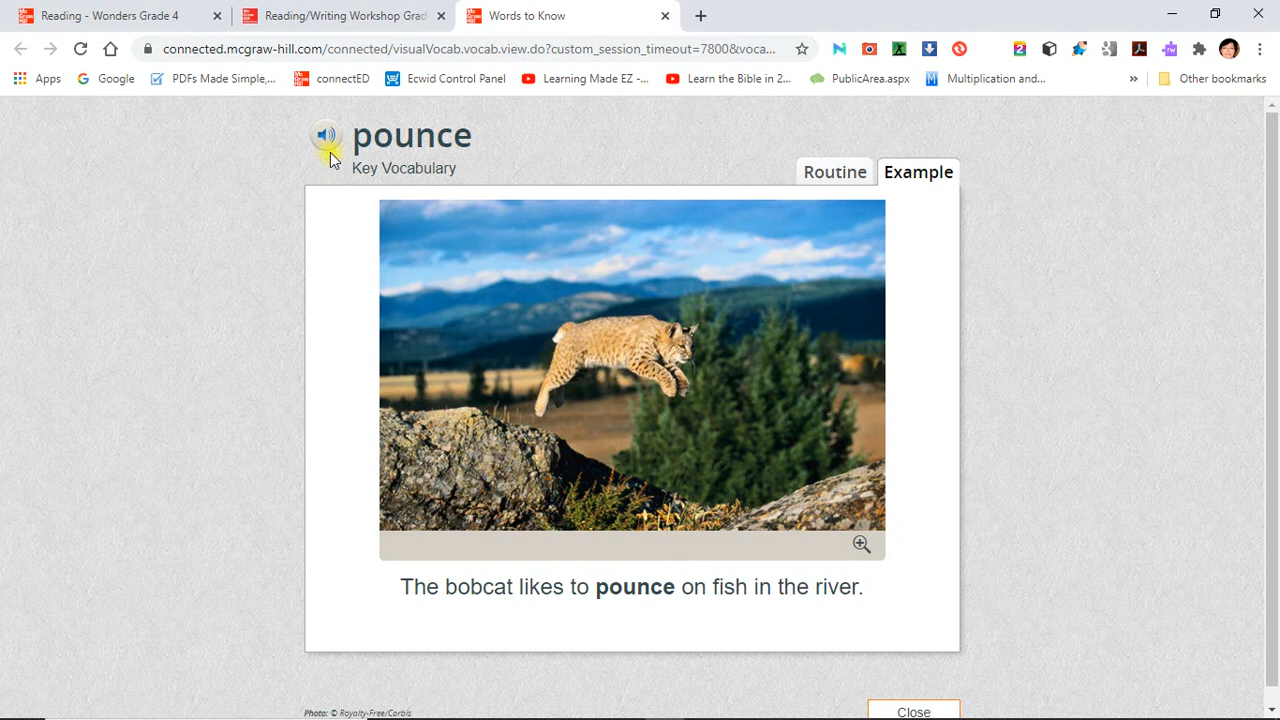 Reading - Wonders Grade 4
Reading/Writing Workshop Grad
Words to Know
connected.mcgraw-hill.com/connected/visualVocab.vocab.view.do?custom_session_timeout=7800&voca...
Apps
Google
PDFs Made Simple,...
connectED
Ecwid Control Panel
Learning Made EZ -...
Learn the Bible in 2...
PublicArea.aspx
Multiplication and...
»
Other bookmarks
pounce
Key Vocabulary
Routine
Example
The bobcat likes to pounce on fish in the river.
Photo: © Royalty-Free/Corbis
Close